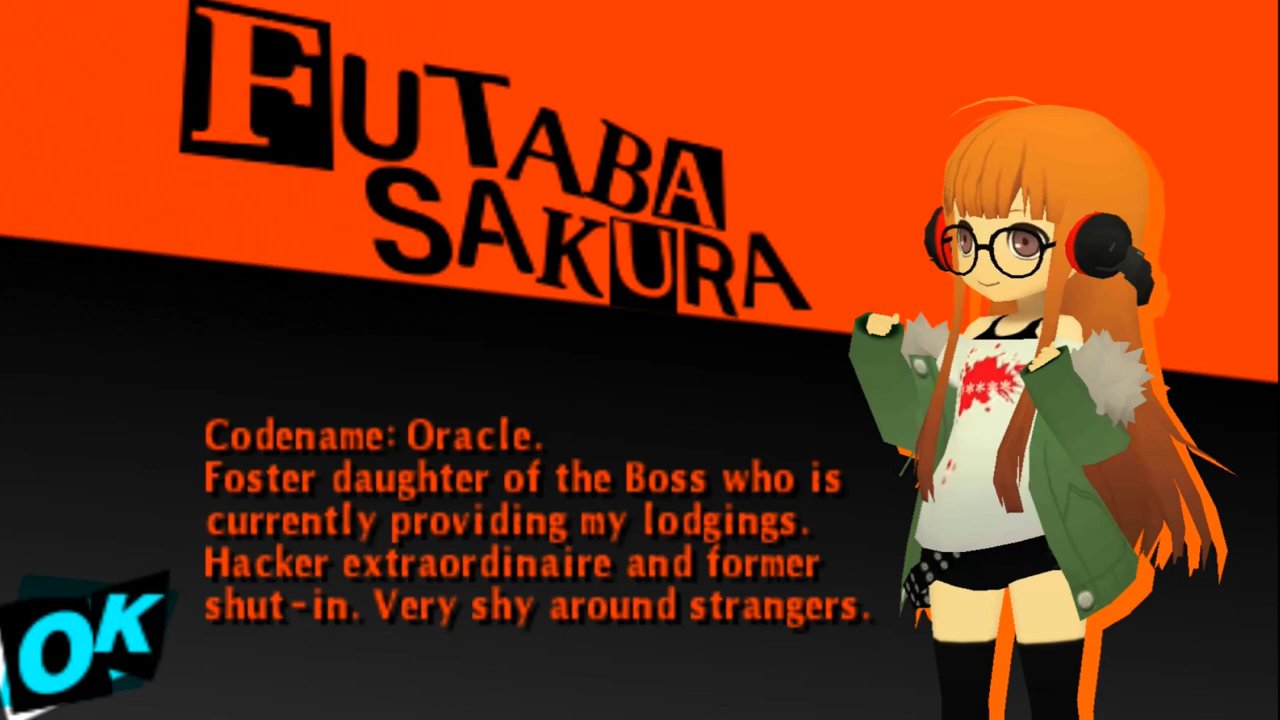 FUTABA
SAKURA
Codename: Oracle.
Foster daughter of the Boss who is
currently providing my lodgings.
Hacker extraordinaire and former
shut-in. Very shy around strangers.
****
OK